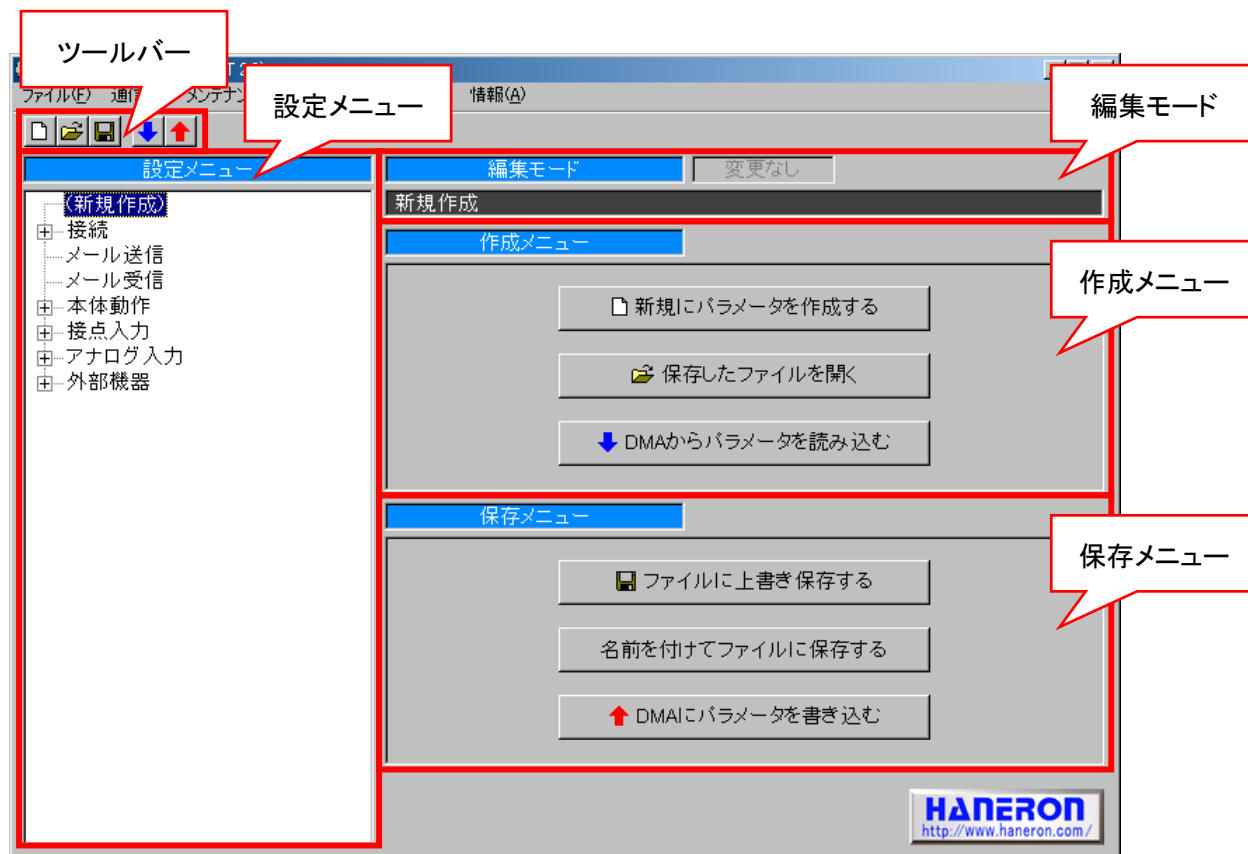 ツールバー
設定メニュー
編集モード
ファイル(F)
情報(A)
設定メニュー
編集モード
変更なし
(新規作成)
新規作成
接続
メール送信
メール受信
本体動作
接点入力
アナログ入力
外部機器
作成メニュー
作成メニュー
新規にパラメータを作成する
保存したファイルを開く
DMAからパラメータを読み込む
保存メニュー
保存メニュー
ファイルに上書き保存する
名前を付けてファイルに保存する
DMAにパラメータを書き込む
HANERON
http://www.haneron.com/